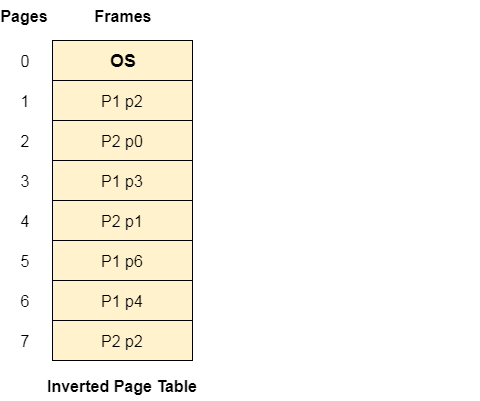 Pages Frames
0 OS
1 P1 p2
2 P2 p0
3 P1 p3
4 P2 p1
5 P1 p6
6 P1 p4
7 P2 p2
Inverted Page Table